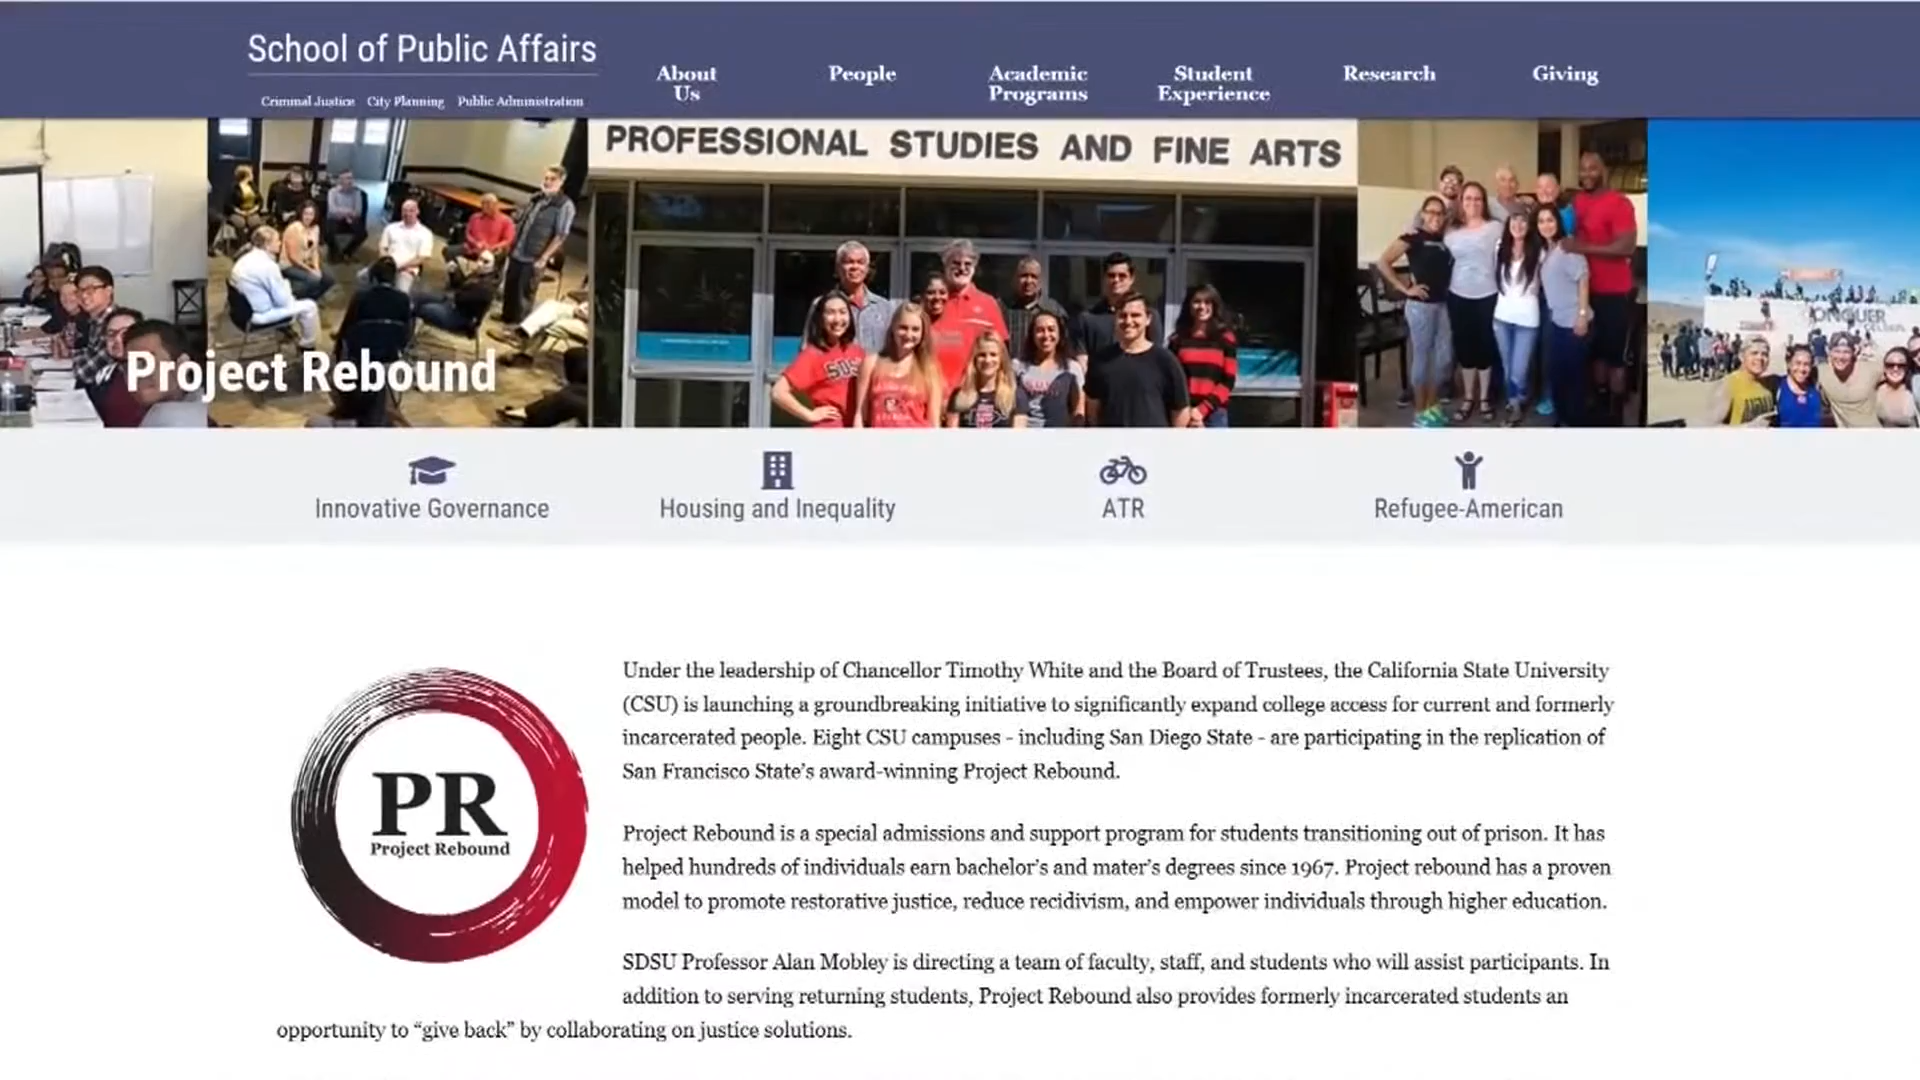 School of Public Affairs
Criminal Justice City Planning Public Administration
About
Us
People
Academic
Programs
Student
Experience
Research
Giving
PROFESSIONAL STUDIES AND FINE ARTS
Project Rebound
Innovative Governance
Housing and Inequality
ATR
Refugee-American
PR
Project Rebound
Under the leadership of Chancellor Timothy White and the Board of Trustees, the California State University
(CSU) is launching a groundbreaking initiative to significantly expand college access for current and formerly
incarcerated people. Eight CSU campuses - including San Diego State - are participating in the replication of
San Francisco State’s award-winning Project Rebound.
Project Rebound is a special admissions and support program for students transitioning out of prison. It has
helped hundreds of individuals earn bachelor’s and mater’s degrees since 1967. Project rebound has a proven
model to promote restorative justice, reduce recidivism, and empower individuals through higher education.
SDSU Professor Alan Mobley is directing a team of faculty, staff, and students who will assist participants. In
addition to serving returning students, Project Rebound also provides formerly incarcerated students an
opportunity to “give back” by collaborating on justice solutions.